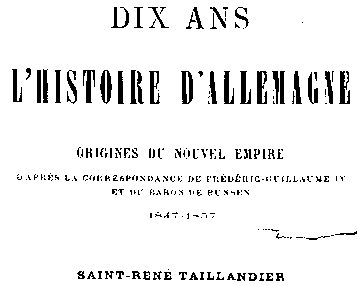 DIX ANS
L'HISTOIRE D'ALLEMAGNE
ORIGINES DU NOUVEL EMPIRE
D'APRÈS LA CORRESPONDANCE DE FRÉDÉRIC-GUILLAUME IV
ET DU BARON DE BUNSEN
1847-1857
SAINT-RENÉ TAILLANDIER